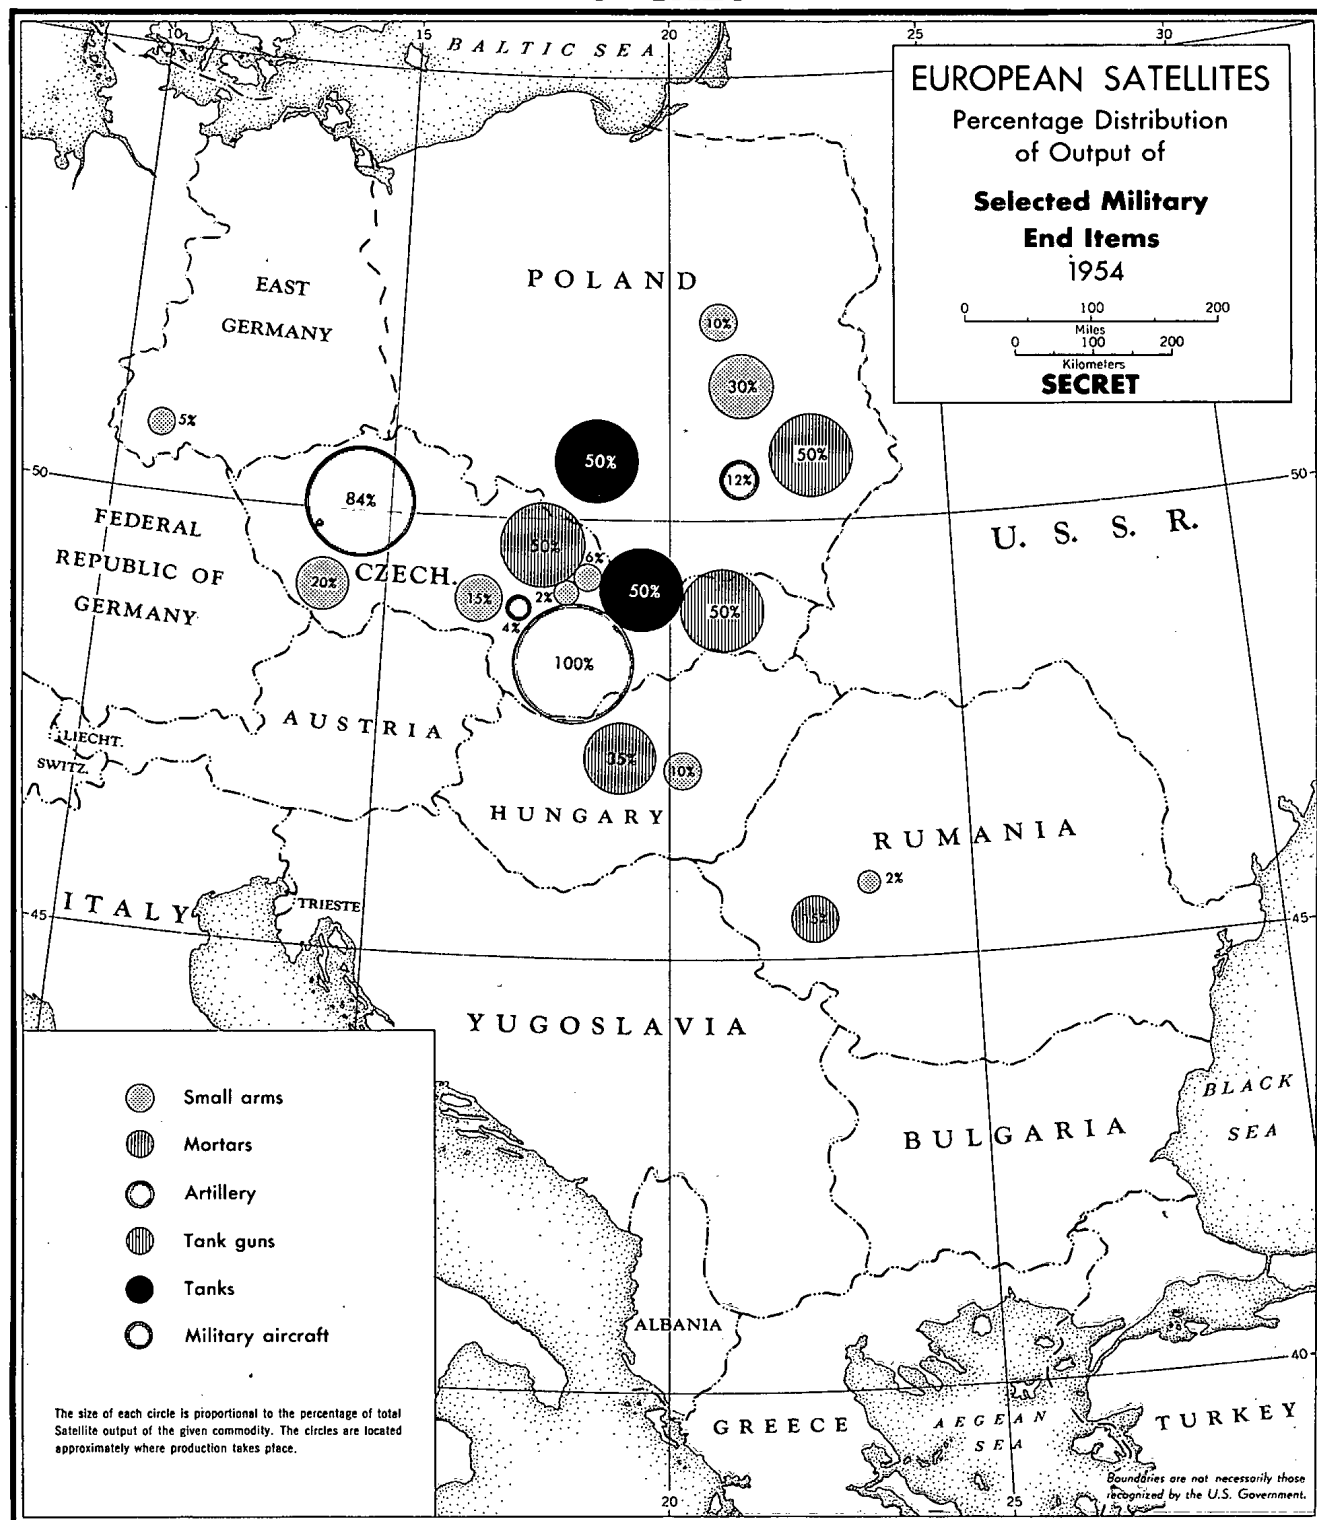 10
15
20
25
30
BALTIC SEA
EUROPEAN SATELLITES
Percentage Distribution
of Output of
Selected Military
End Items
1954
0 100 200
Miles
0 100 200
Kilometers
SECRET
POLAND
EAST
GERMANY
10%
30%
5%
50%
50%
12%
50
50
84%
FEDERAL
REPUBLIC OF
GERMANY
U. S. S. R.
50%
6%
20%
CZECH.
15%
2%
50%
50%
4%
100%
AUSTRIA
LIECHT.
SWITZ.
35%
10%
HUNGARY
RUMANIA
2%
ITALY
TRIESTE
45
45
YUGOSLAVIA
BLACK
SEA
BULGARIA
Small arms
Mortars
Artillery
Tank guns
Tanks
Military aircraft
ALBANIA
40
The size of each circle is proportional to the percentage of total
Satellite output of the given commodity. The circles are located
approximately where production takes place.
GREECE
AEGEAN
SEA
TURKEY
Boundaries are not necessarily those
recognized by the U.S. Government.
20
25